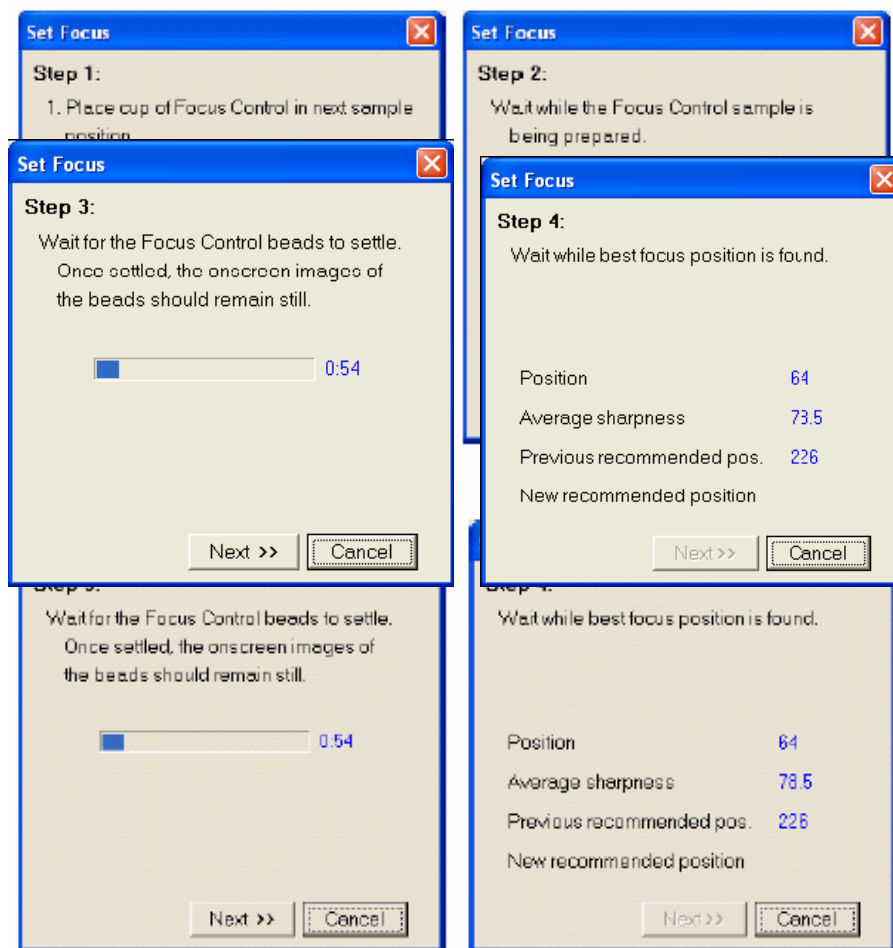 Set Focus
Step 1:
1. Place cup of Focus Control in next sample
position
Set Focus
Step 2:
Wait while the Focus Control sample is
being prepared.
Set Focus
Step 3:
Wait for the Focus Control beads to settle.
Once settled, the onscreen images of
the beads should remain still.
0:54
Next >>
Cancel
Set Focus
Step 4:
Wait while best focus position is found.
Position 64
Average sharpness 73.5
Previous recommended pos. 226
New recommended position
Next >>
Cancel
Wait for the Focus Control beads to settle.
Once settled, the onscreen images of
the beads should remain still.
0:54
Next >>
Cancel
Wait while best focus position is found.
Position 64
Average sharpness 78.5
Previous recommended pos. 226
New recommended position
Next >>
Cancel